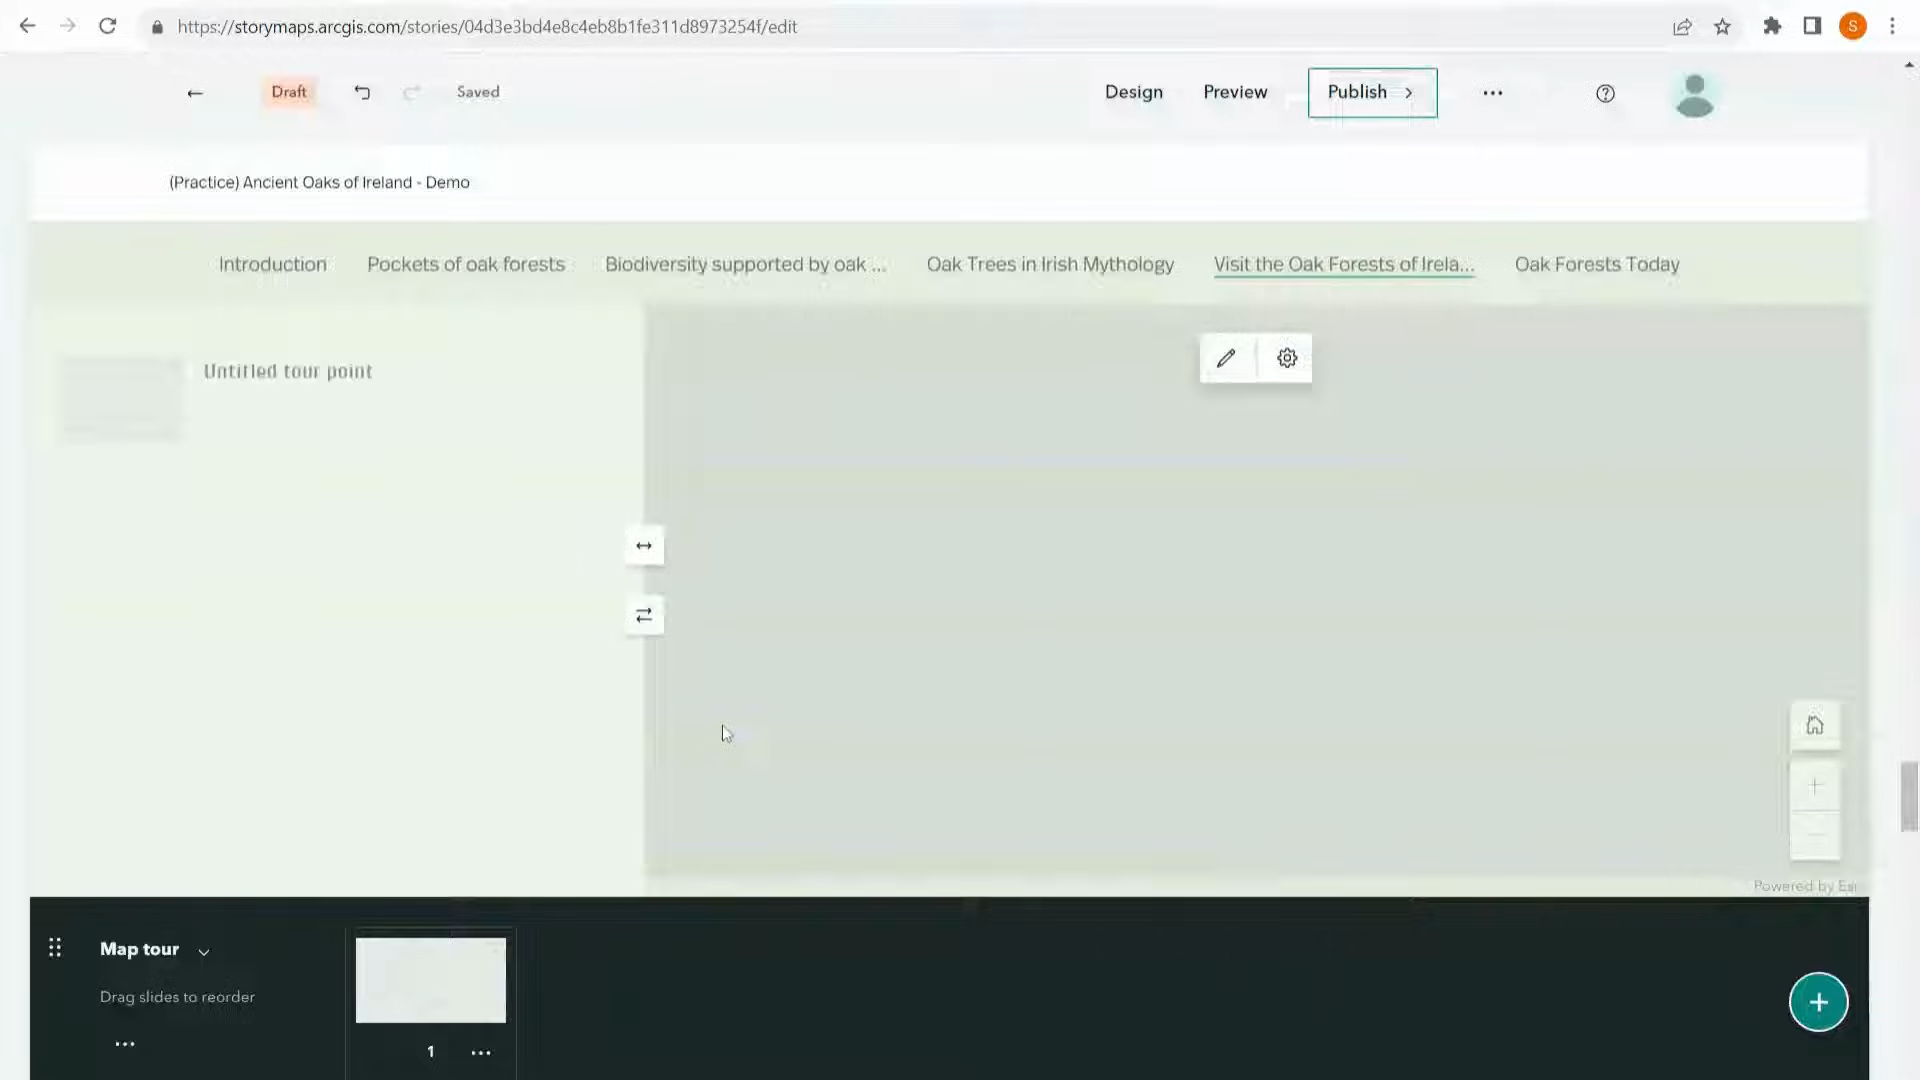 https://storymaps.arcgis.com/stories/04d3e3bd4e8c4eb8b1fe311d8973254f/edit
S
Draft
Saved
Design
Preview
Publish
(Practice) Ancient Oaks of Ireland - Demo
Introduction
Pockets of oak forests
Biodiversity supported by oak ...
Oak Trees in Irish Mythology
Visit the Oak Forests of Irela...
Oak Forests Today
Untitled tour point
Powered by Esri
Map tour
Drag slides to reorder
1